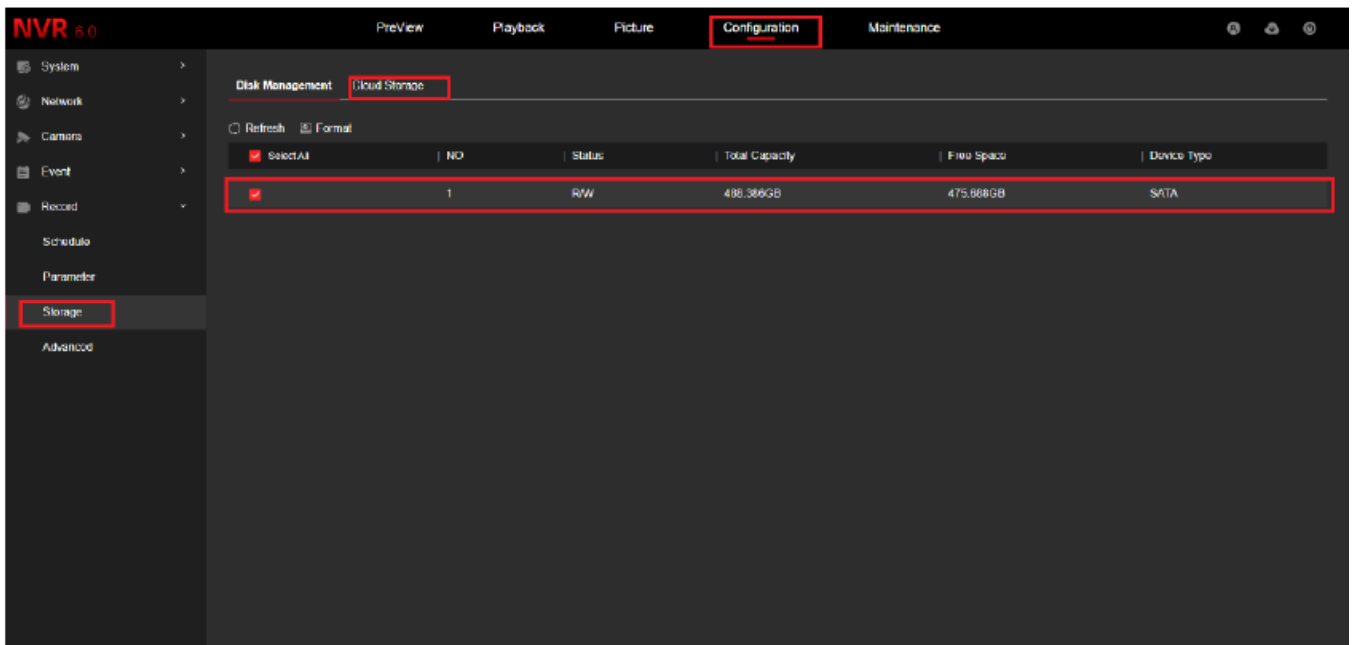 NVR 6.0 PreView Playback Picture Configuration Maintenance
System
Network
Camera
Event
Record
Schedule
Parameter
Storage
Advanced
Disk Management Cloud Storage
Refresh Format
Select All NO Status Total Capacity Free Space Device Type
1 R/W 488.386GB 475.688GB SATA